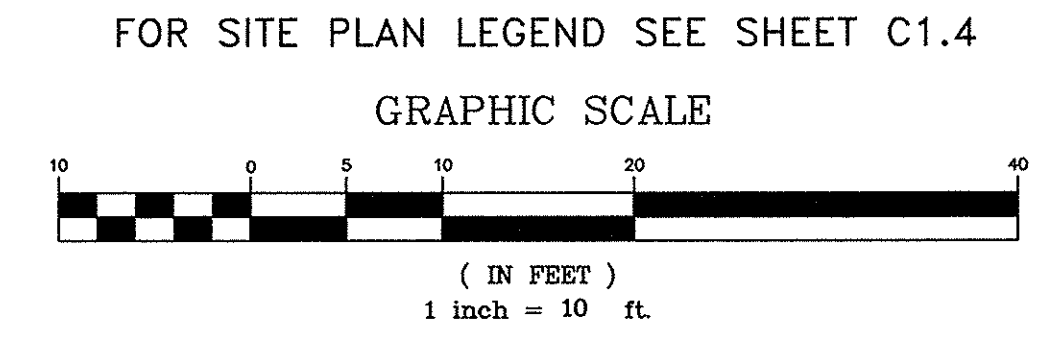 FOR SITE PLAN LEGEND SEE SHEET C1.4
GRAPHIC SCALE
10 0 5 10 20 40
( IN FEET )
1 inch = 10 ft.